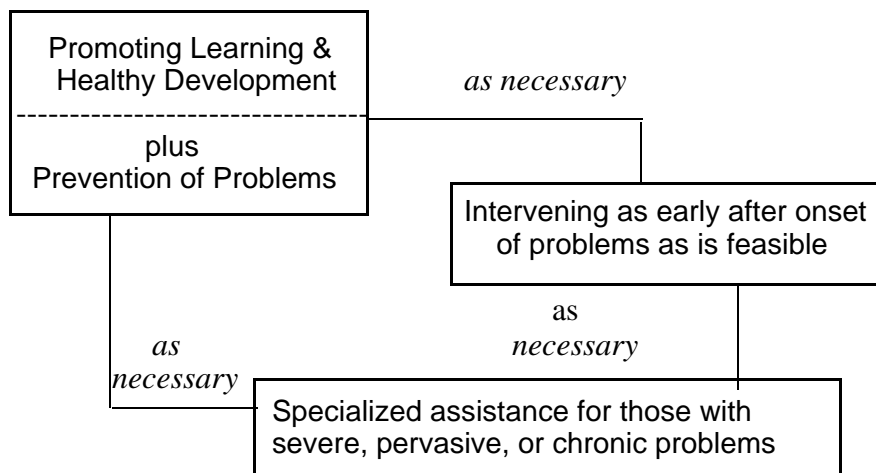 Promoting Learning &
Healthy Development
as necessary
plus
Prevention of Problems
Intervening as early after onset
of problems as is feasible
as
necessary
as
necessary
Specialized assistance for those with
severe, pervasive, or chronic problems